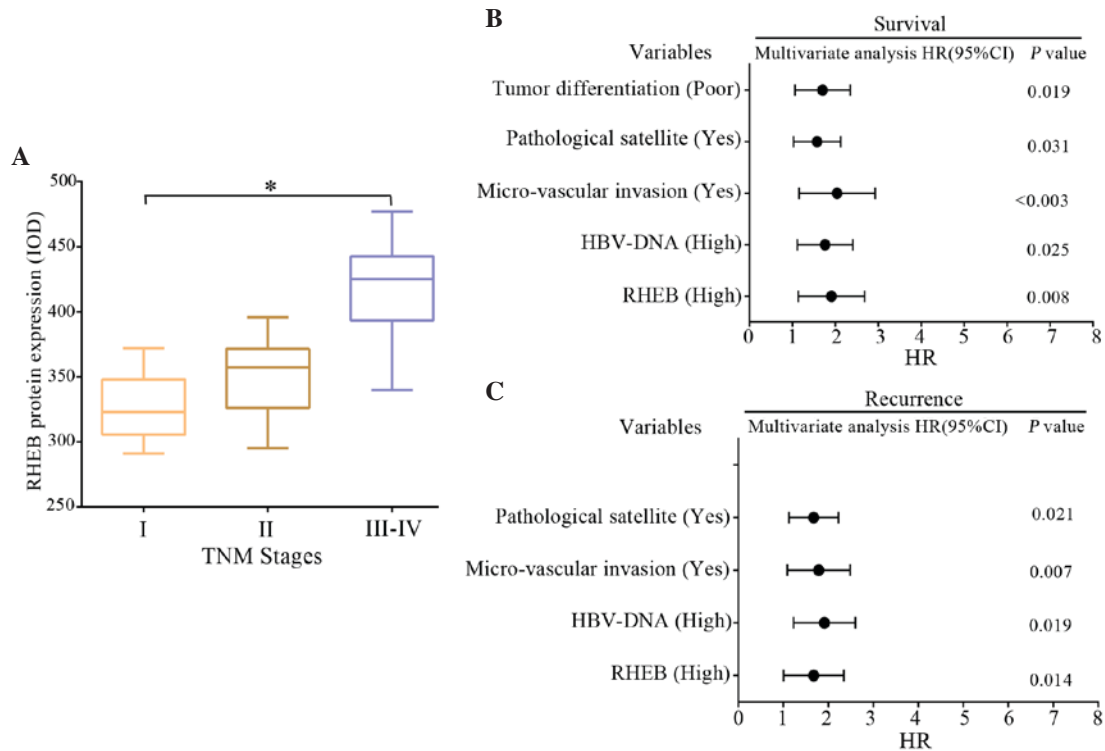 A
RHEB protein expression (IOD)
500
450
400
350
300
250
*
I II III-IV
TNM Stages
B
Survival
Variables Multivariate analysis HR(95%CI) P value
Tumor differentiation (Poor) 0.019
Pathological satellite (Yes) 0.031
Micro-vascular invasion (Yes) <0.003
HBV-DNA (High) 0.025
RHEB (High) 0.008
0 1 2 3 4 5 6 7 8
HR
C
Recurrence
Variables Multivariate analysis HR(95%CI) P value
Pathological satellite (Yes) 0.021
Micro-vascular invasion (Yes) 0.007
HBV-DNA (High) 0.019
RHEB (High) 0.014
0 1 2 3 4 5 6 7 8
HR